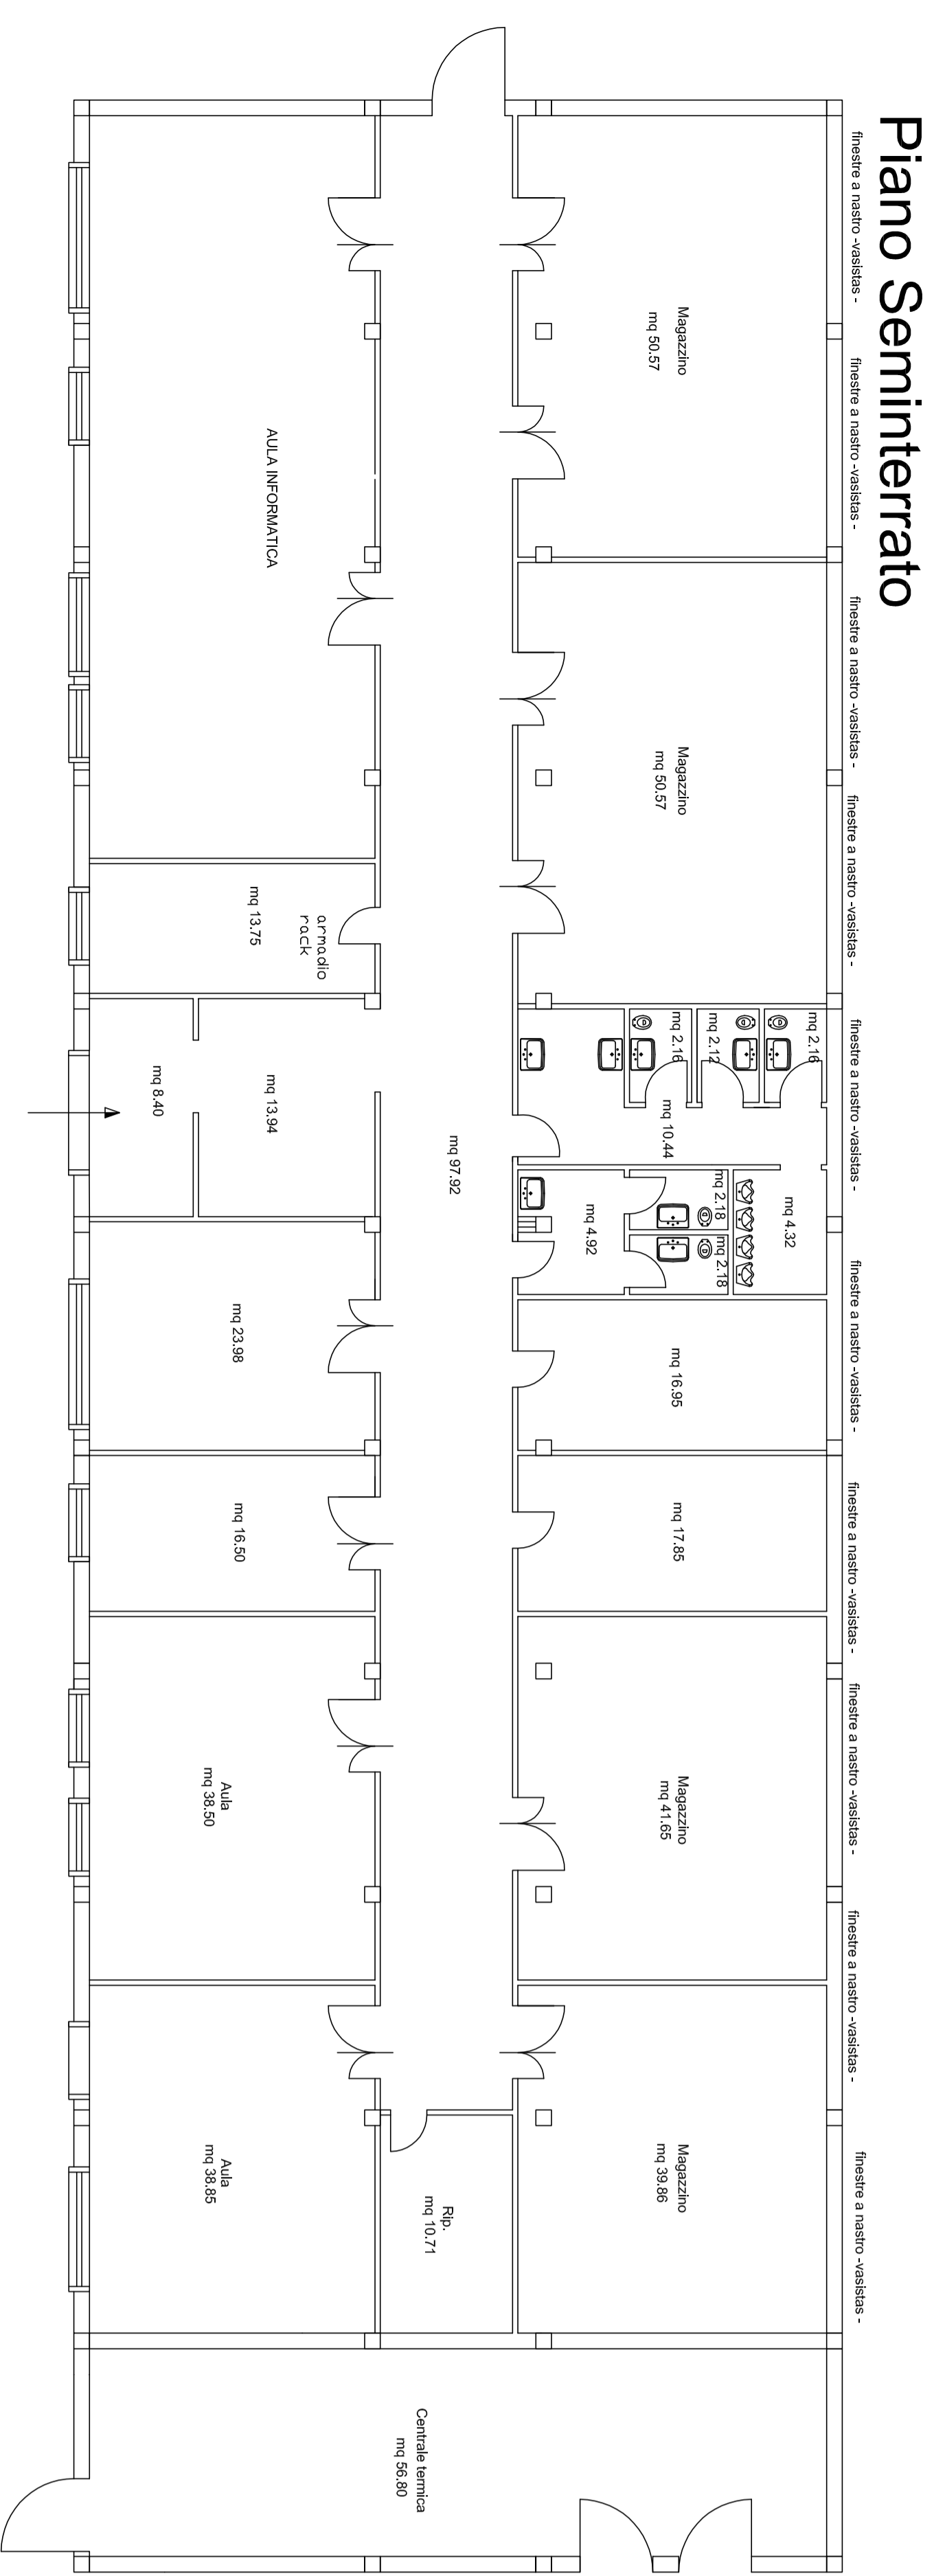 Piano Seminterrato
finestre a nastro -vasistas -
finestre a nastro -vasistas -
finestre a nastro -vasistas -
finestre a nastro -vasistas -
finestre a nastro -vasistas -
finestre a nastro -vasistas -
finestre a nastro -vasistas -
finestre a nastro -vasistas -
finestre a nastro -vasistas -
finestre a nastro -vasistas -
Magazzino
mq 50.57
Magazzino
mq 50.57
mq 2.16
mq 2.12
mq 2.16
mq 10.44
mq 4.32
mq 2.18
mq 2.18
mq 4.92
mq 16.95
mq 17.85
Magazzino
mq 41.65
Magazzino
mq 39.86
mq 97.92
Rip.
mq 10.71
Centrale termica
mq 56.80
AULA INFORMATICA
armadio
rack
mq 13.75
mq 13.94
mq 8.40
mq 23.98
mq 16.50
Aula
mq 38.50
Aula
mq 38.85